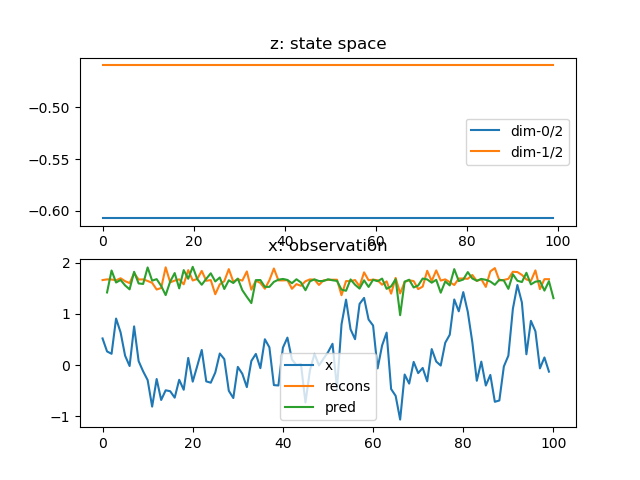 z: state space
−0.50
−0.55
−0.60
dim-0/2
dim-1/2
0
20
40
60
80
100
x: observation
2
1
0
−1
x
recons
pred
0
20
40
60
80
100